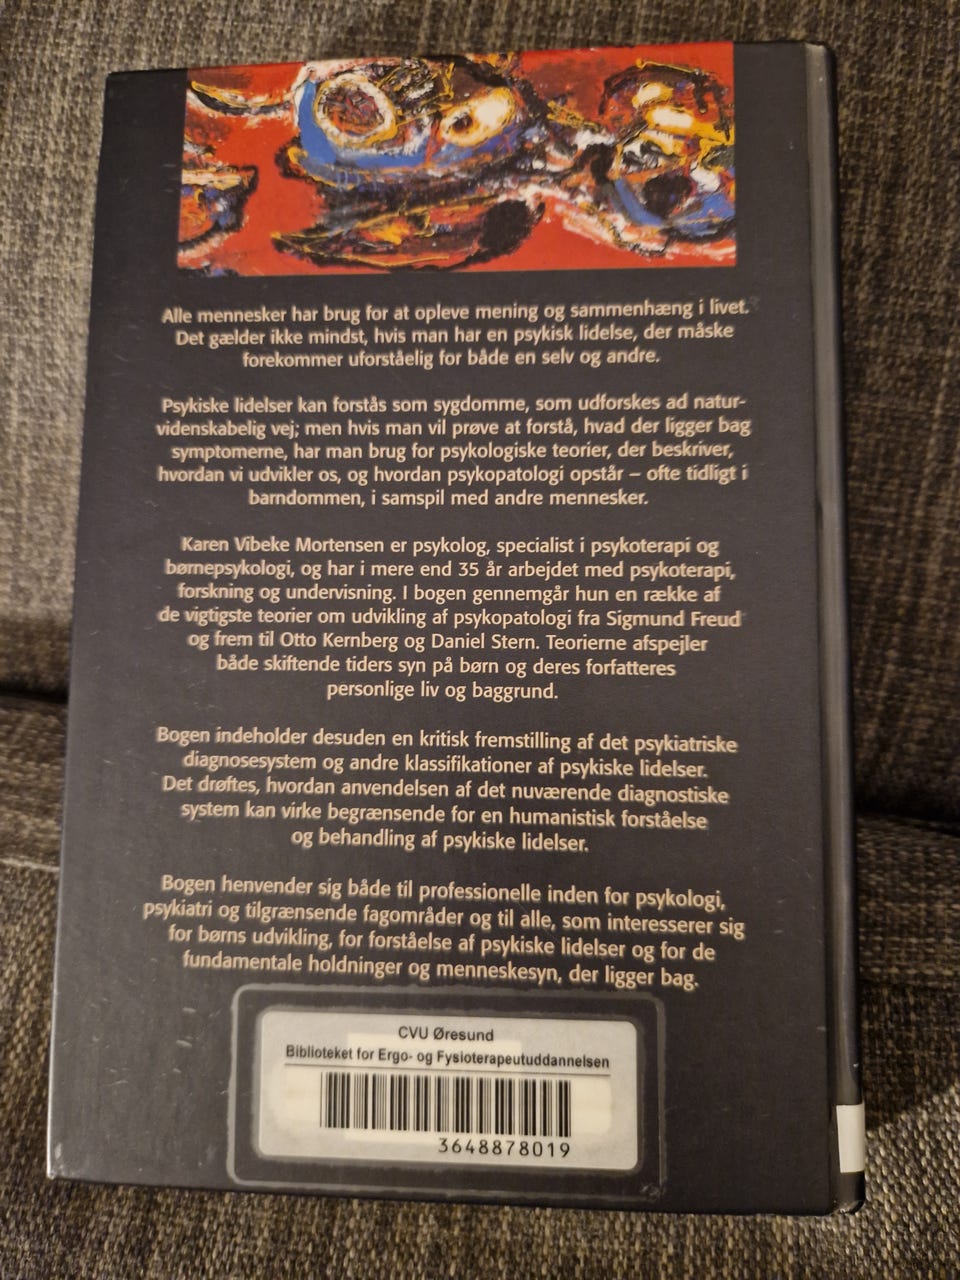 Alle mennesker har brug for at opleve mening og sammenhæng i livet.
Det gælder ikke mindst, hvis man har en psykisk lidelse, der måske
forekommer uforståelig for både en selv og andre.
Psykiske lidelser kan forstås som sygdomme, som udforskes ad natur-
videnskabelig vej; men hvis man vil prøve at forstå, hvad der ligger bag
symptomerne, har man brug for psykologiske teorier, der beskriver,
hvordan vi udvikler os, og hvordan psykopatologi opstår – ofte tidligt i
barndommen, i samspil med andre mennesker.
Karen Vibeke Mortensen er psykolog, specialist i psykoterapi og
børnepsykologi, og har i mere end 35 år arbejdet med psykoterapi,
forskning og undervisning. I bogen gennemgår hun en række af
de vigtigste teorier om udvikling af psykopatologi fra Sigmund Freud
og frem til Otto Kernberg og Daniel Stern. Teorierne afspejler
både skiftende tiders syn på børn og deres forfatteres
personlige liv og baggrund.
Bogen indeholder desuden en kritisk fremstilling af det psykiatriske
diagnosesystem og andre klassifikationer af psykiske lidelser.
Det drøftes, hvordan anvendelsen af det nuværende diagnostiske
system kan virke begrænsende for en humanistisk forståelse
og behandling af psykiske lidelser.
Bogen henvender sig både til professionelle inden for psykologi,
psykiatri og tilgrænsende fagområder og til alle, som interesserer sig
for børns udvikling, for forståelse af psykiske lidelser og for de
fundamentale holdninger og menneskesyn, der ligger bag.
CVU Øresund
Biblioteket for Ergo- og Fysioterapeutuddannelsen
3648878019